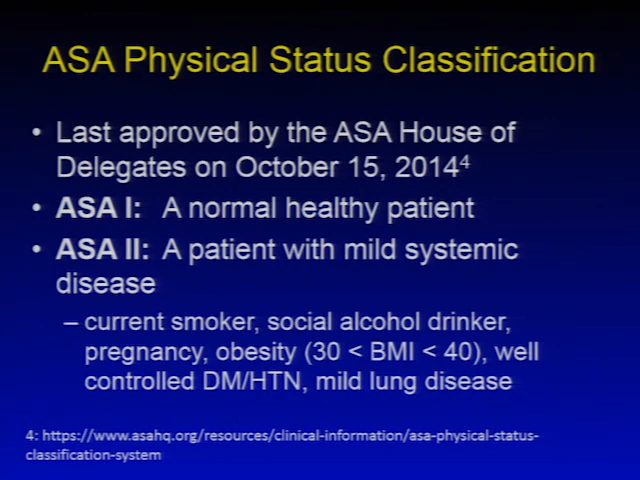 ASA Physical Status Classification
• Last approved by the ASA House of
Delegates on October 15, 2014⁴
• ASA I: A normal healthy patient
• ASA II: A patient with mild systemic
disease
– current smoker, social alcohol drinker,
pregnancy, obesity (30 < BMI < 40), well
controlled DM/HTN, mild lung disease
4: https://www.asahq.org/resources/clinical-information/asa-physical-status-
classification-system